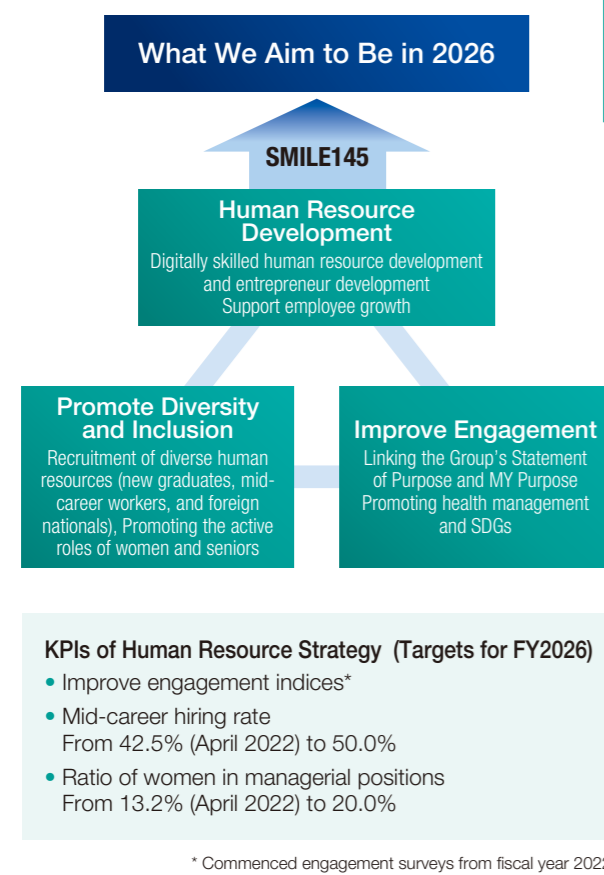 What We Aim to Be in 2026
SMILE145
Human Resource
Development
Digitally skilled human resource development
and entrepreneur development
Support employee growth
Promote Diversity
and Inclusion
Recruitment of diverse human
resources (new graduates, mid-
career workers, and foreign
nationals), Promoting the active
roles of women and seniors
Improve Engagement
Linking the Group's Statement
of Purpose and MY Purpose
Promoting health management
and SDGs
KPIs of Human Resource Strategy (Targets for FY2026)
• Improve engagement indices*
• Mid-career hiring rate
From 42.5% (April 2022) to 50.0%
• Ratio of women in managerial positions
From 13.2% (April 2022) to 20.0%
* Commenced engagement surveys from fiscal year 2022